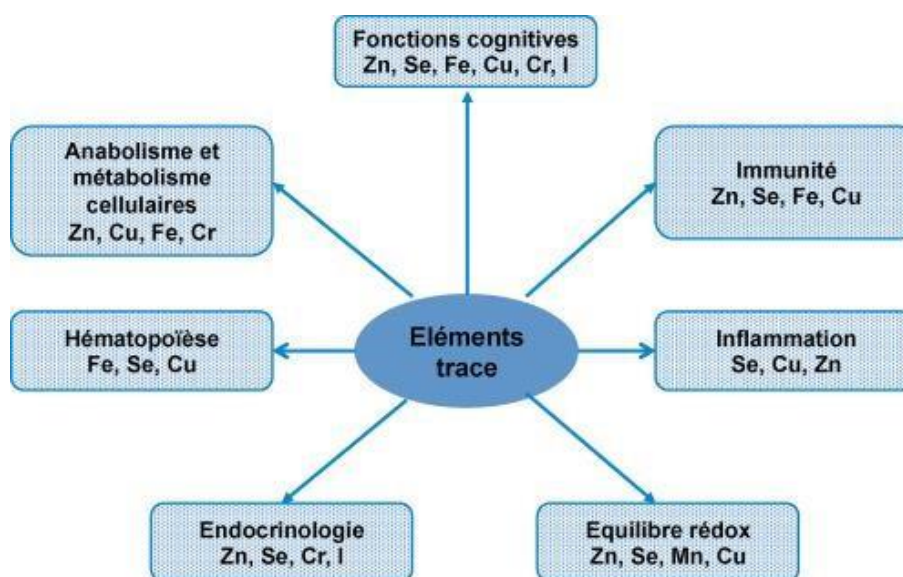 Fonctions cognitives
Zn, Se, Fe, Cu, Cr, I
Anabolisme et
métabolisme
cellulaires
Zn, Cu, Fe, Cr
Immunité
Zn, Se, Fe, Cu
Hématopoïèse
Fe, Se, Cu
Eléments
trace
Inflammation
Se, Cu, Zn
Endocrinologie
Zn, Se, Cr, I
Equilibre rédox
Zn, Se, Mn, Cu